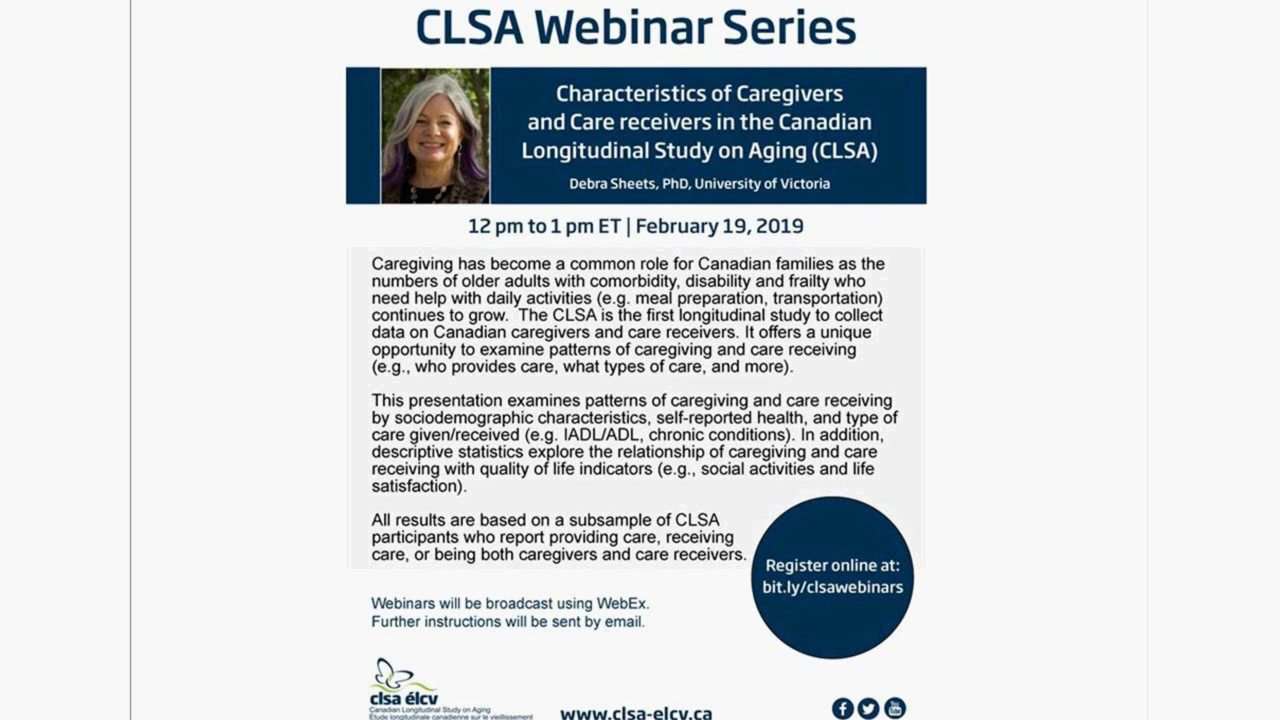 CLSA Webinar Series
Characteristics of Caregivers
and Care receivers in the Canadian
Longitudinal Study on Aging (CLSA)
Debra Sheets, PhD, University of Victoria
12 pm to 1 pm ET | February 19, 2019
Caregiving has become a common role for Canadian families as the
numbers of older adults with comorbidity, disability and frailty who
need help with daily activities (e.g. meal preparation, transportation)
continues to grow.  The CLSA is the first longitudinal study to collect
data on Canadian caregivers and care receivers. It offers a unique
opportunity to examine patterns of caregiving and care receiving
(e.g., who provides care, what types of care, and more).
This presentation examines patterns of caregiving and care receiving
by sociodemographic characteristics, self-reported health, and type of
care given/received (e.g. IADL/ADL, chronic conditions). In addition,
descriptive statistics explore the relationship of caregiving and care
receiving with quality of life indicators (e.g., social activities and life
satisfaction).
All results are based on a subsample of CLSA
participants who report providing care, receiving
care, or being both caregivers and care receivers.
Register online at:
bit.ly/clsawebinars
Webinars will be broadcast using WebEx.
Further instructions will be sent by email.
clsa élcv
Canadian Longitudinal Study on Aging
Étude longitudinale canadienne sur le vieillissement
www.clsa-elcv.ca